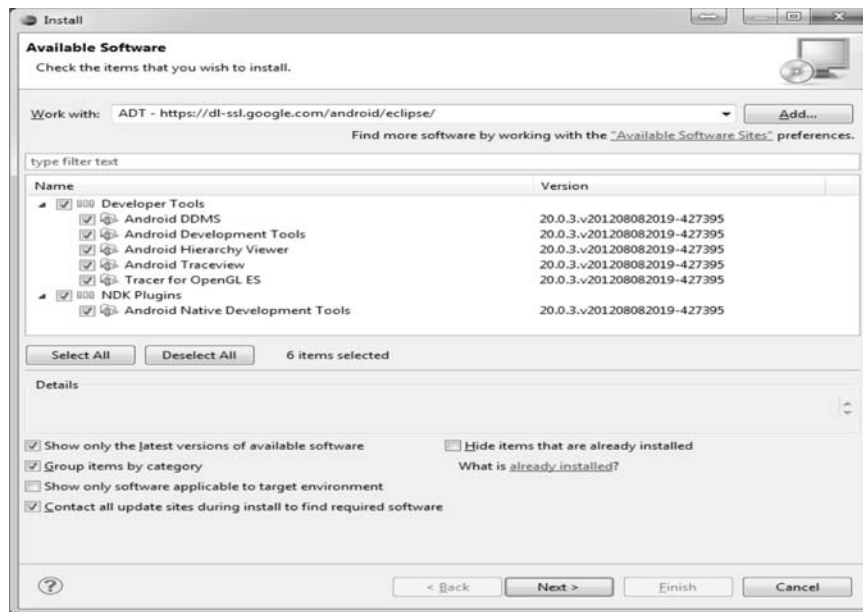 Install
Available Software
Check the items that you wish to install.
Work with: ADT - https://dl-ssl.google.com/android/eclipse/ Add...
Find more software by working with the "Available Software Sites" preferences.
type filter text
Name Version
Developer Tools
Android DDMS 20.0.3.v201208082019-427395
Android Development Tools 20.0.3.v201208082019-427395
Android Hierarchy Viewer 20.0.3.v201208082019-427395
Android Traceview 20.0.3.v201208082019-427395
Tracer for OpenGL ES 20.0.3.v201208082019-427395
NDK Plugins
Android Native Development Tools 20.0.3.v201208082019-427395
Select All Deselect All 6 items selected
Details
Show only the latest versions of available software Hide items that are already installed
Group items by category What is already installed?
Show only software applicable to target environment
Contact all update sites during install to find required software
? < Back Next > Finish Cancel